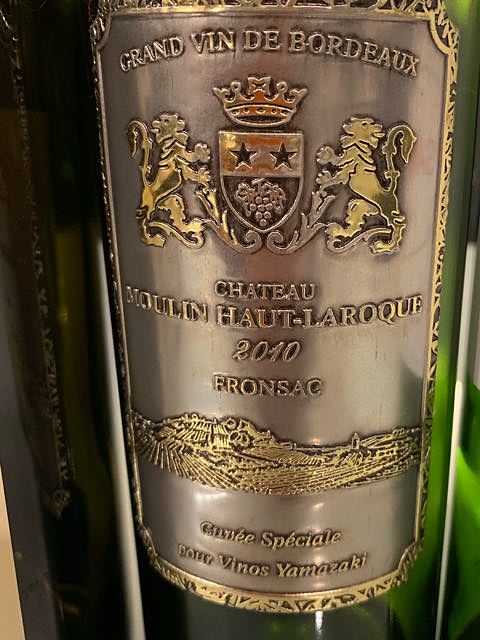 GRAND VIN DE BORDEAUX
CHATEAU
MOULIN HAUT-LAROQUE
2010
FRONSAC
Cuvée Spéciale
pour Vinos Yamazaki